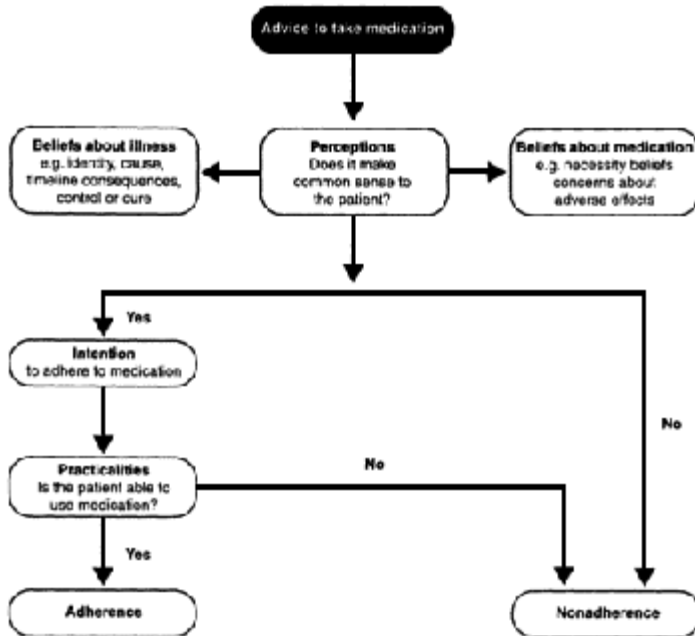 Advice to take medication
Beliefs about illness
e.g. identity, cause,
timeline consequences,
control or cure
Perceptions
Does it make
common sense to
the patient?
Beliefs about medication
e.g. necessity beliefs
concerns about
adverse effects
Yes
Intention
to adhere to medication
No
Practicalities
Is the patient able to
use medication?
No
Yes
Adherence
Nonadherence